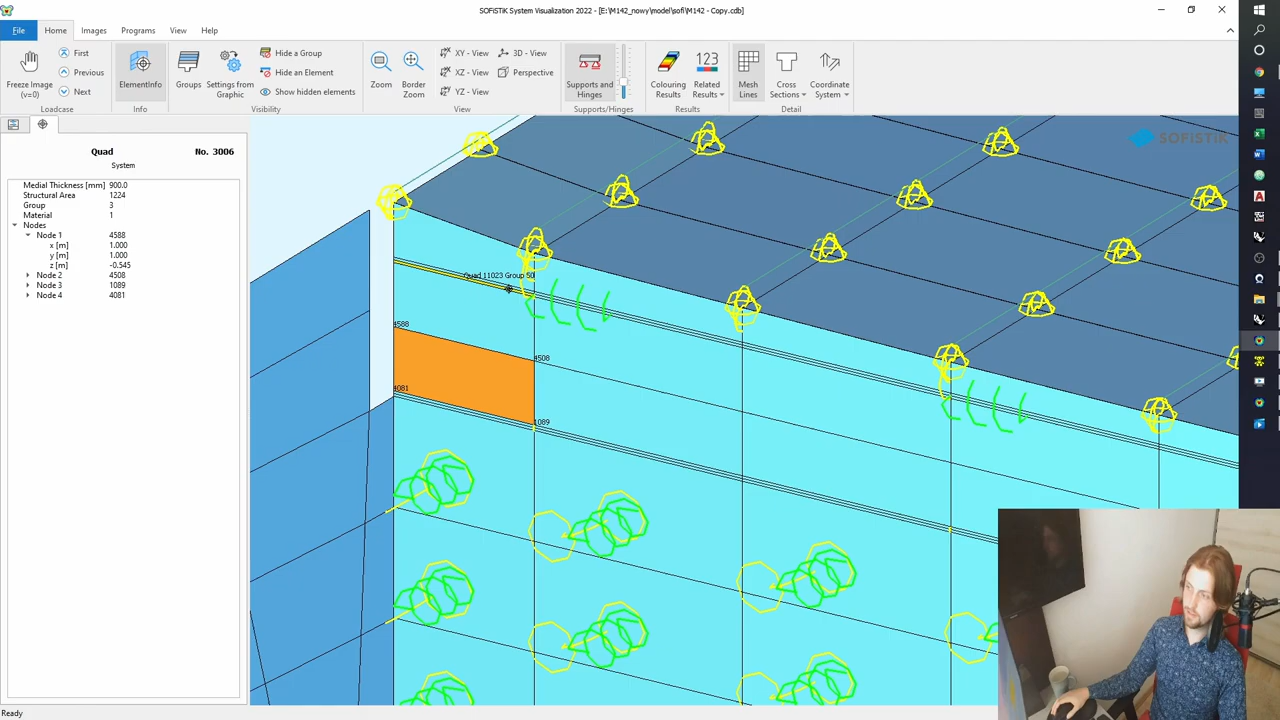 SOFiSTiK System Visualization 2022 - [E:\M142_nowy\model\sofi\M142 - Copy.cdb]
File Home Images Programs View Help
Freeze Image (v=0)
First
Previous
Next
Loadcase
ElementInfo
Info
Groups
Settings from Graphic
Hide a Group
Hide an Element
Show hidden elements
Visibility
Zoom
Border Zoom
XY - View
XZ - View
YZ - View
3D - View
Perspective
View
Supports and Hinges
Supports/Hinges
Colouring Results
Related Results
Results
Mesh Lines
Cross Sections
Coordinate System
Detail
Quad No. 3006
System
Medial Thickness [mm] 900.0
Structural Area 1224
Group 3
Material 1
Nodes
Node 1 4588
x [m] 1.000
y [m] 1.000
z [m] -0.545
Node 2 4508
Node 3 1089
Node 4 4081
SOFiSTiK
Quad 11023 Group 50
4588
4508
4081
1089
Ready